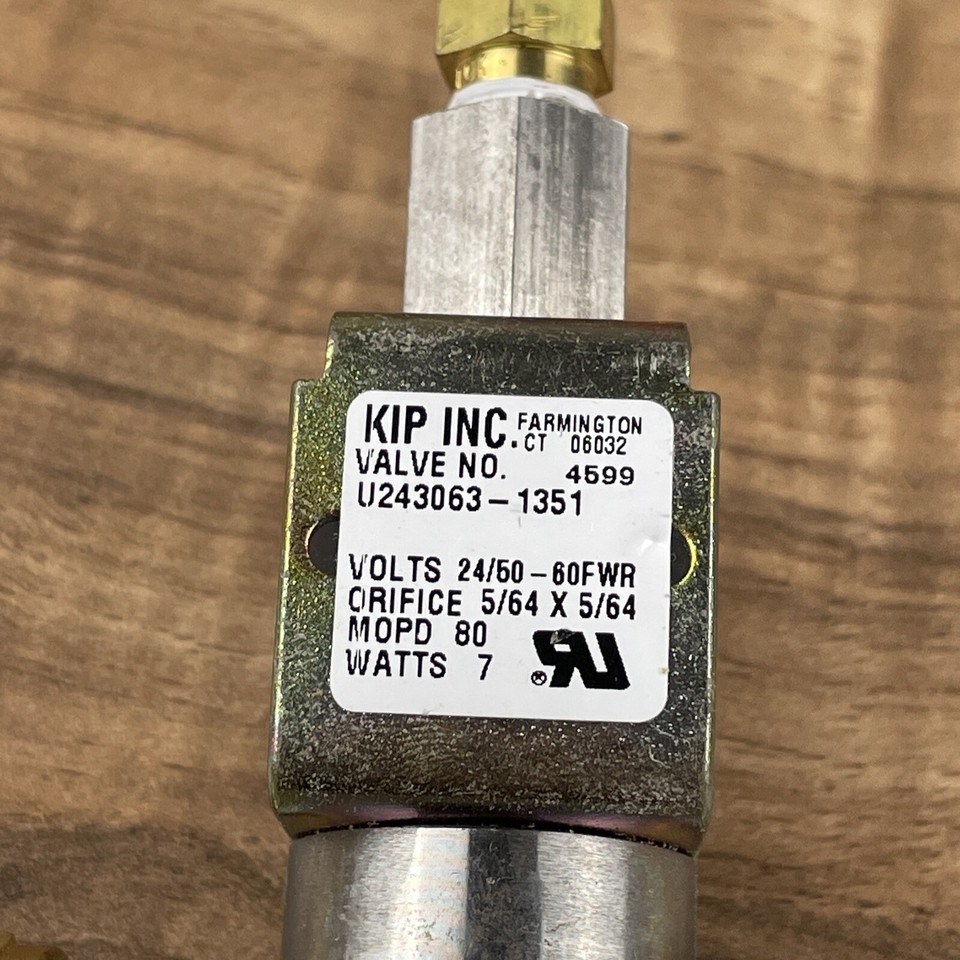 KIP INC. FARMINGTON
CT 06032
VALVE NO. 4599
U243063-1351
VOLTS 24/50-60FWR
ORIFICE 5/64 X 5/64
MOPD 80
WATTS 7
®